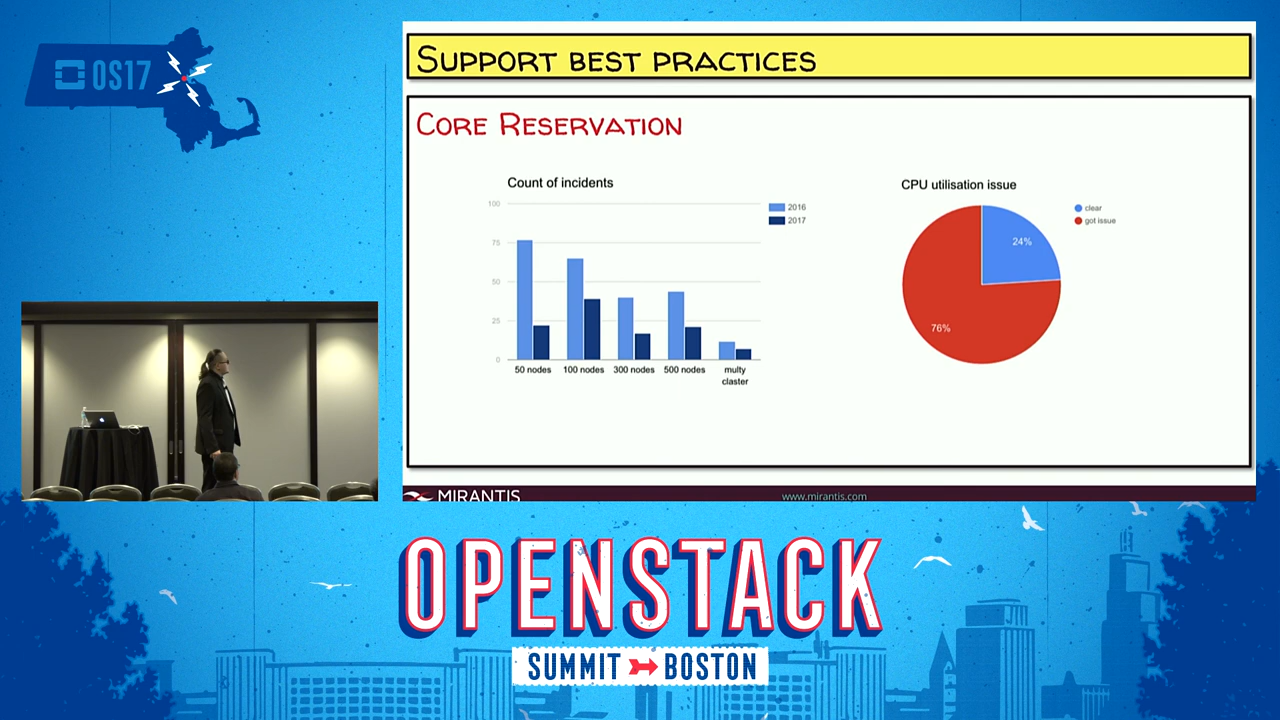 OS17
SUPPORT BEST PRACTICES
CORE RESERVATION
Count of incidents
100
75
50
25
0
50 nodes
100 nodes
300 nodes
500 nodes
multy
claster
2016
2017
CPU utilisation issue
24%
76%
clear
got issue
MIRANTIS
www.mirantis.com
OPENSTACK
SUMMIT BOSTON